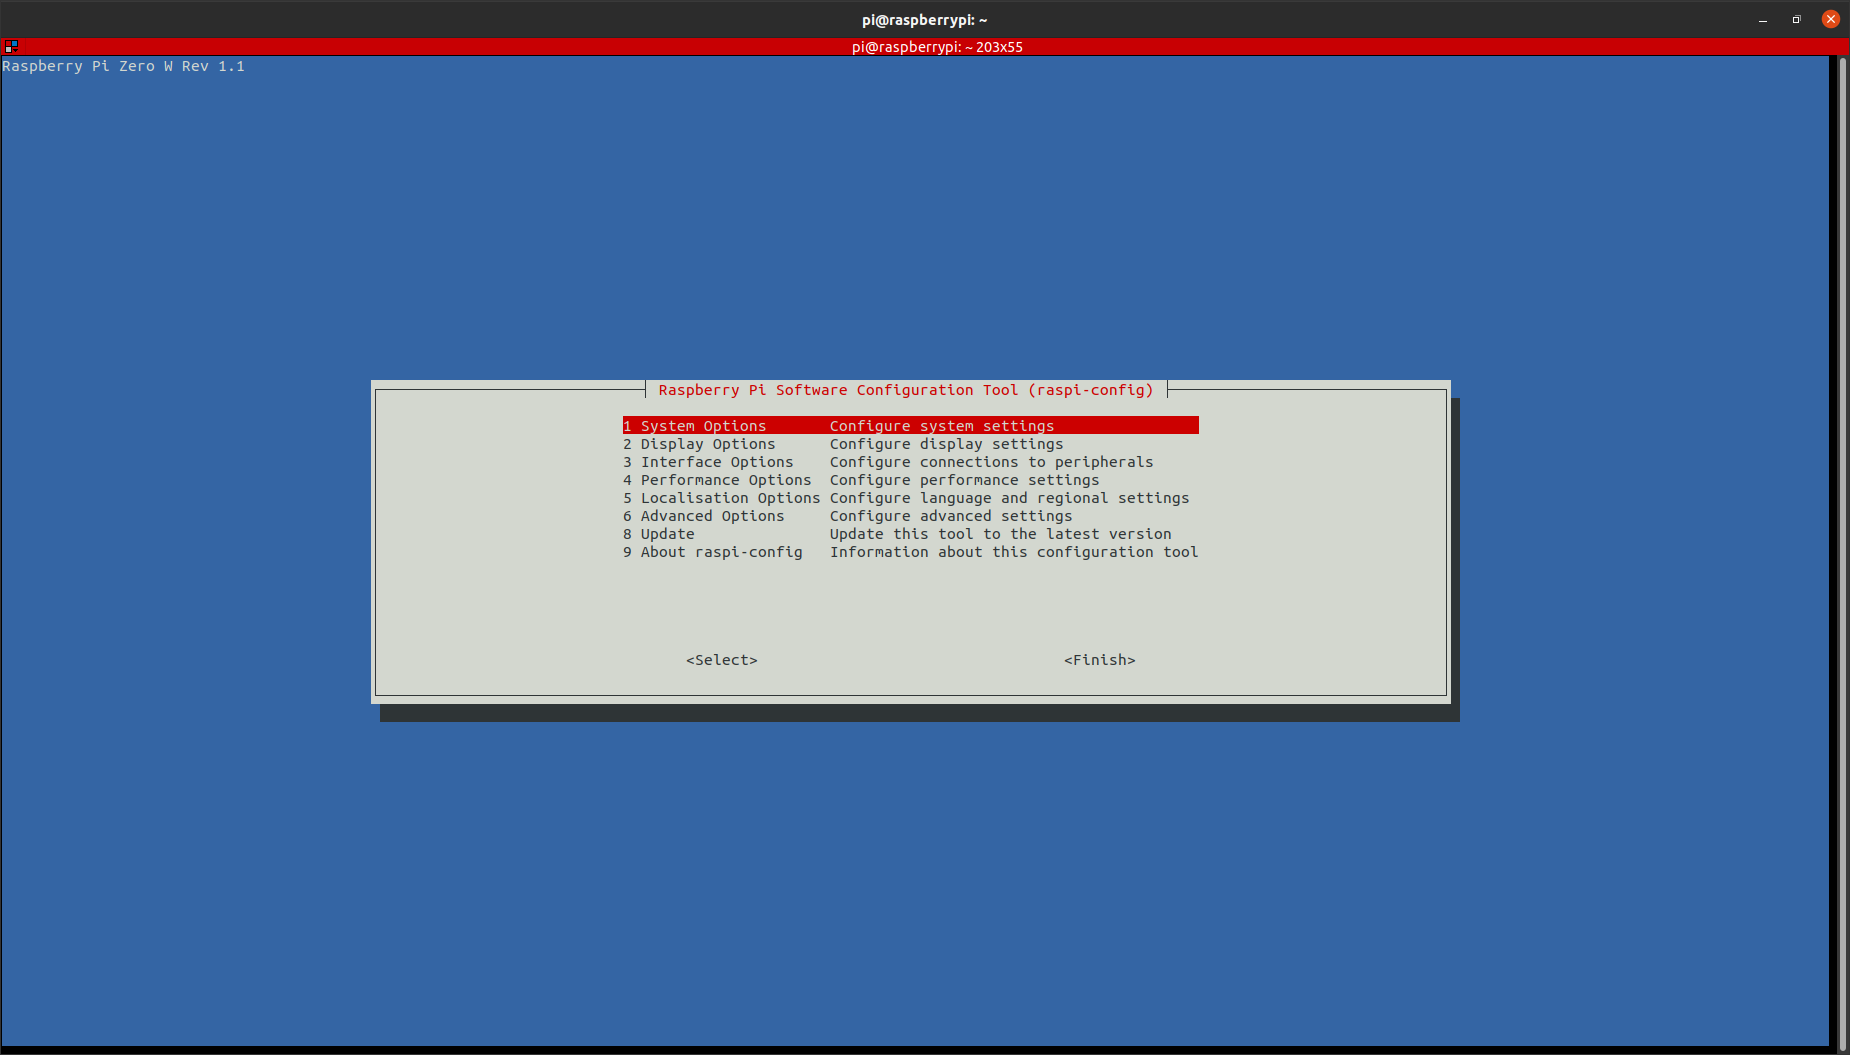 pi@raspberrypi: ~
pi@raspberrypi: ~ 203x55
Raspberry Pi Zero W Rev 1.1
Raspberry Pi Software Configuration Tool (raspi-config)
1 System Options Configure system settings
2 Display Options Configure display settings
3 Interface Options Configure connections to peripherals
4 Performance Options Configure performance settings
5 Localisation Options Configure language and regional settings
6 Advanced Options Configure advanced settings
8 Update Update this tool to the latest version
9 About raspi-config Information about this configuration tool
<Select> <Finish>